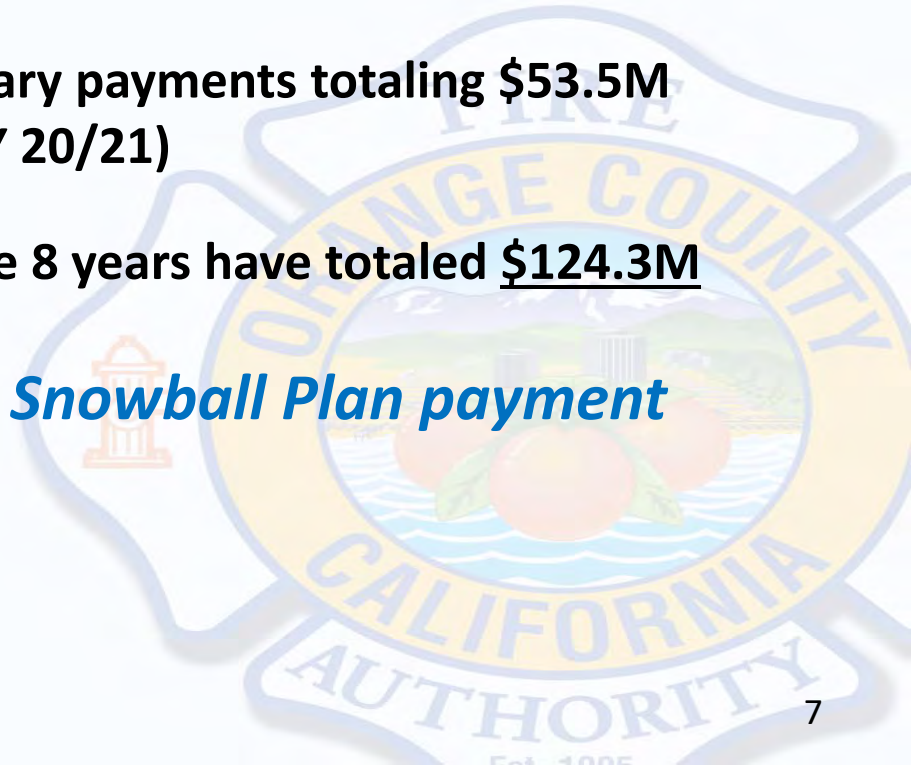 ary payments totaling $53.5M
20/21)
e 8 years have totaled $124.3M
Snowball Plan payment
FIRE
ORANGE COUNTY
CALIFORNIA
AUTHORITY
7